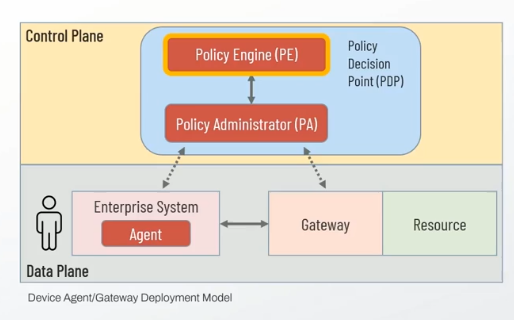 Control Plane
Policy Engine (PE)
Policy
Decision
Point (PDP)
Policy Administrator (PA)
Enterprise System
Agent
Gateway
Resource
Data Plane
Device Agent/Gateway Deployment Model